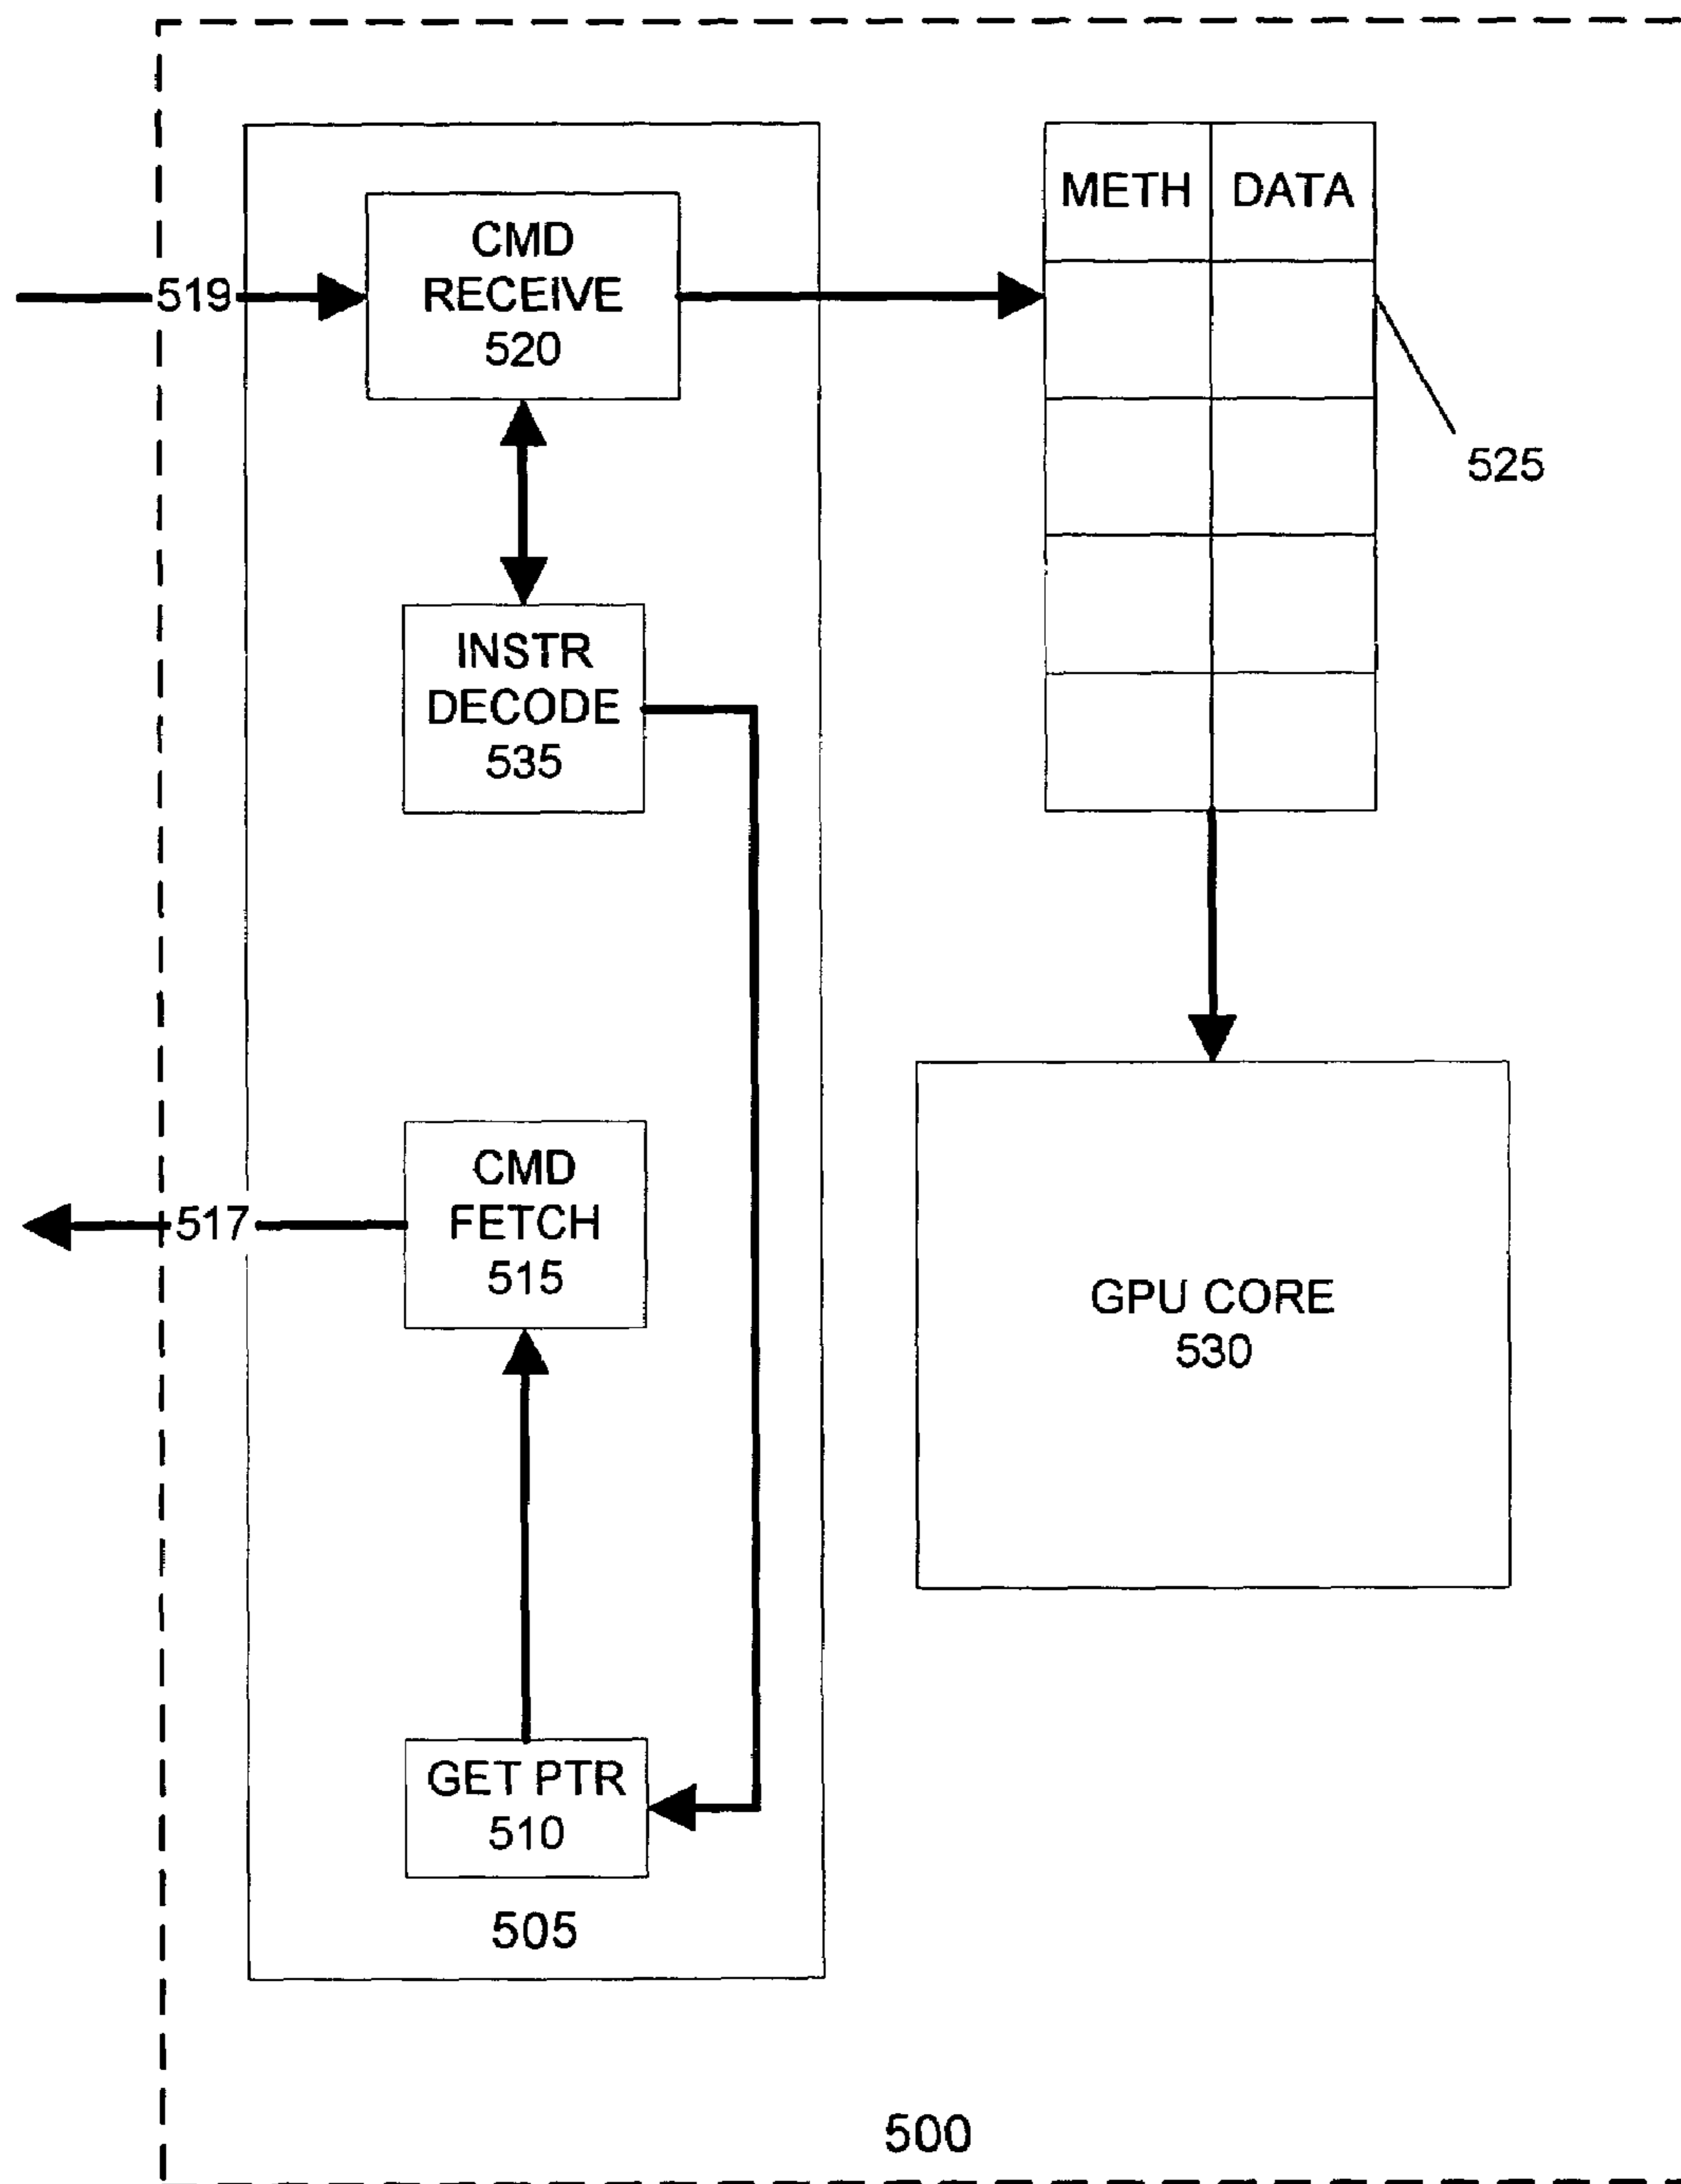 METH DATA
CMD
RECEIVE
520
519
525
INSTR
DECODE
535
CMD
FETCH
515
517
GPU CORE
530
GET PTR
510
505
500